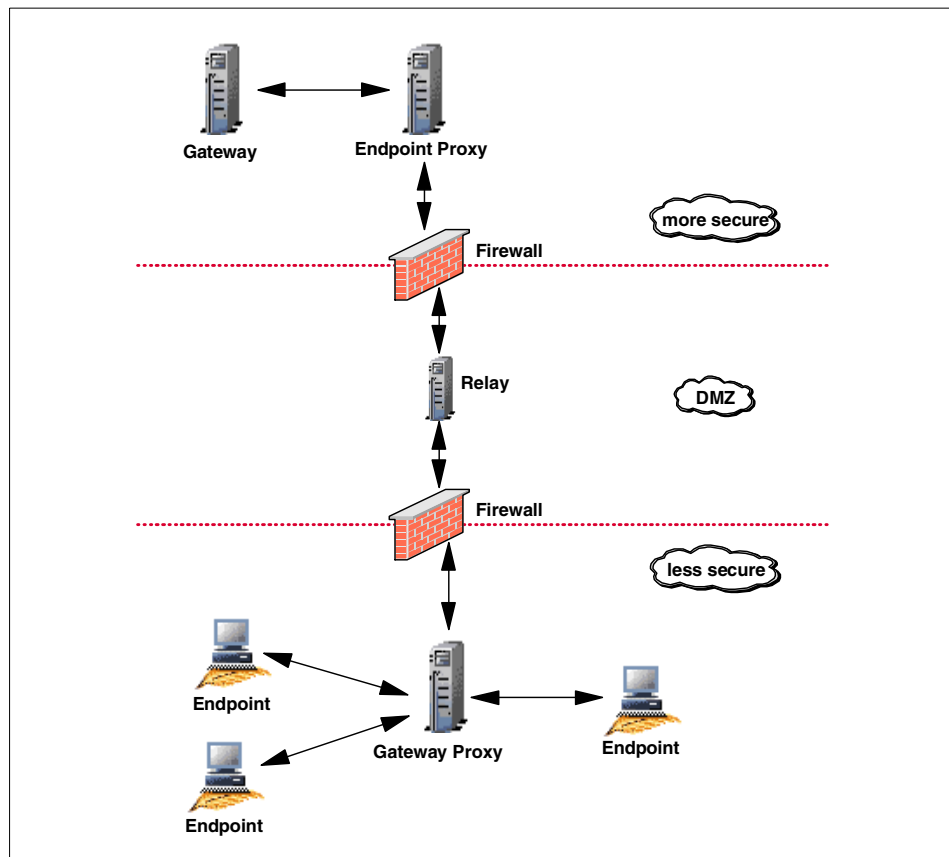 Gateway
Endpoint Proxy
more secure
Firewall
Relay
DMZ
Firewall
less secure
Endpoint
Gateway Proxy
Endpoint
Endpoint